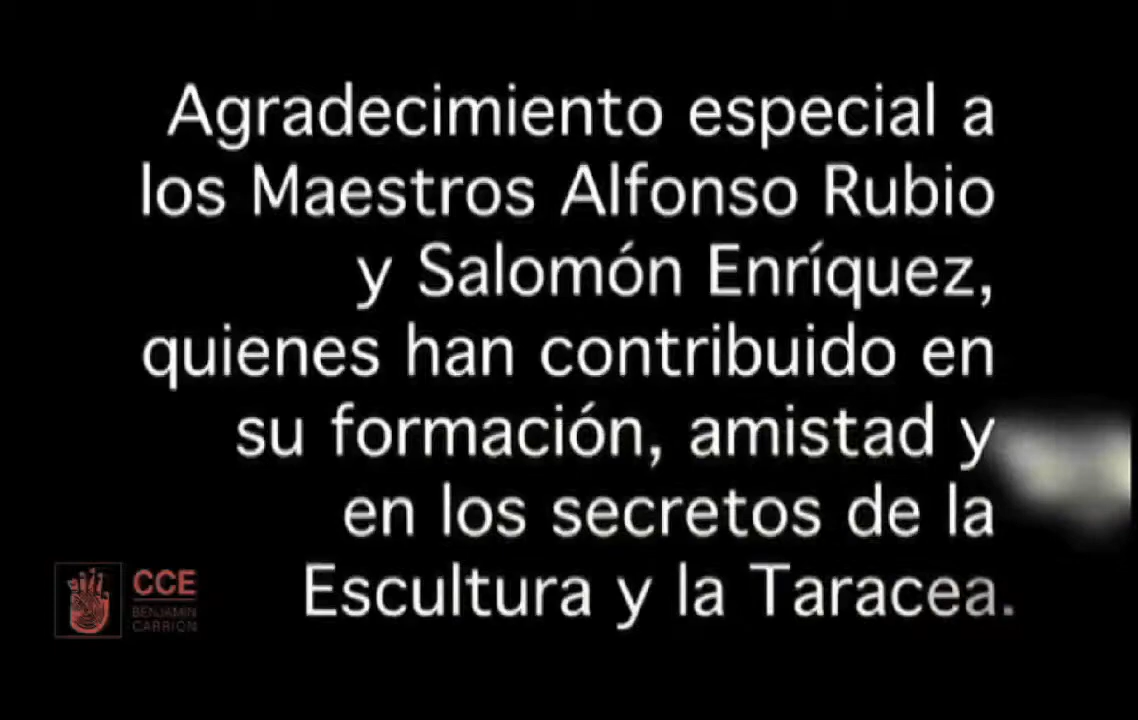 Agradecimiento especial a
los Maestros Alfonso Rubio
y Salomón Enríquez,
quienes han contribuido en
su formación, amistad y
en los secretos de la
Escultura y la Taracea.
CCE
BENJAMÍN
CARRIÓN